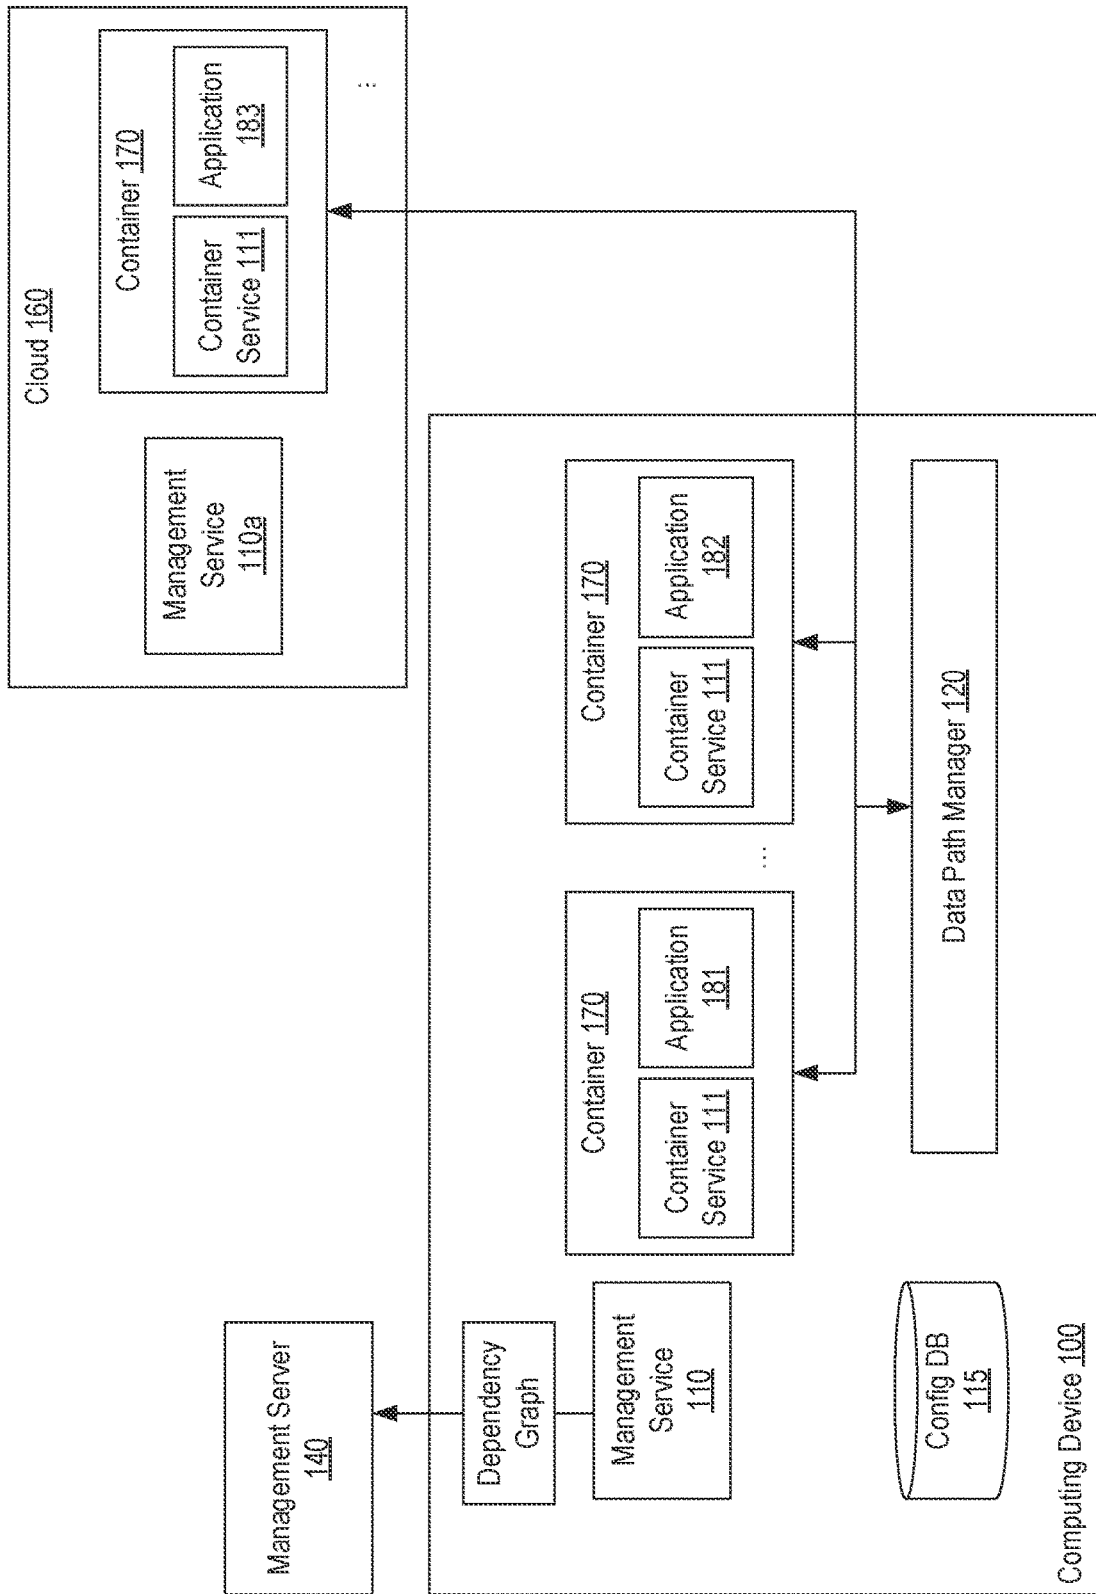 Management Server
140
Cloud 160
Management
Service
110a
Container 170
Container
Service 111
Application
183
...
Dependency
Graph
Management
Service
110
Container 170
Container
Service 111
Application
181
...
Container 170
Container
Service 111
Application
182
Config DB
115
Data Path Manager 120
Computing Device 100